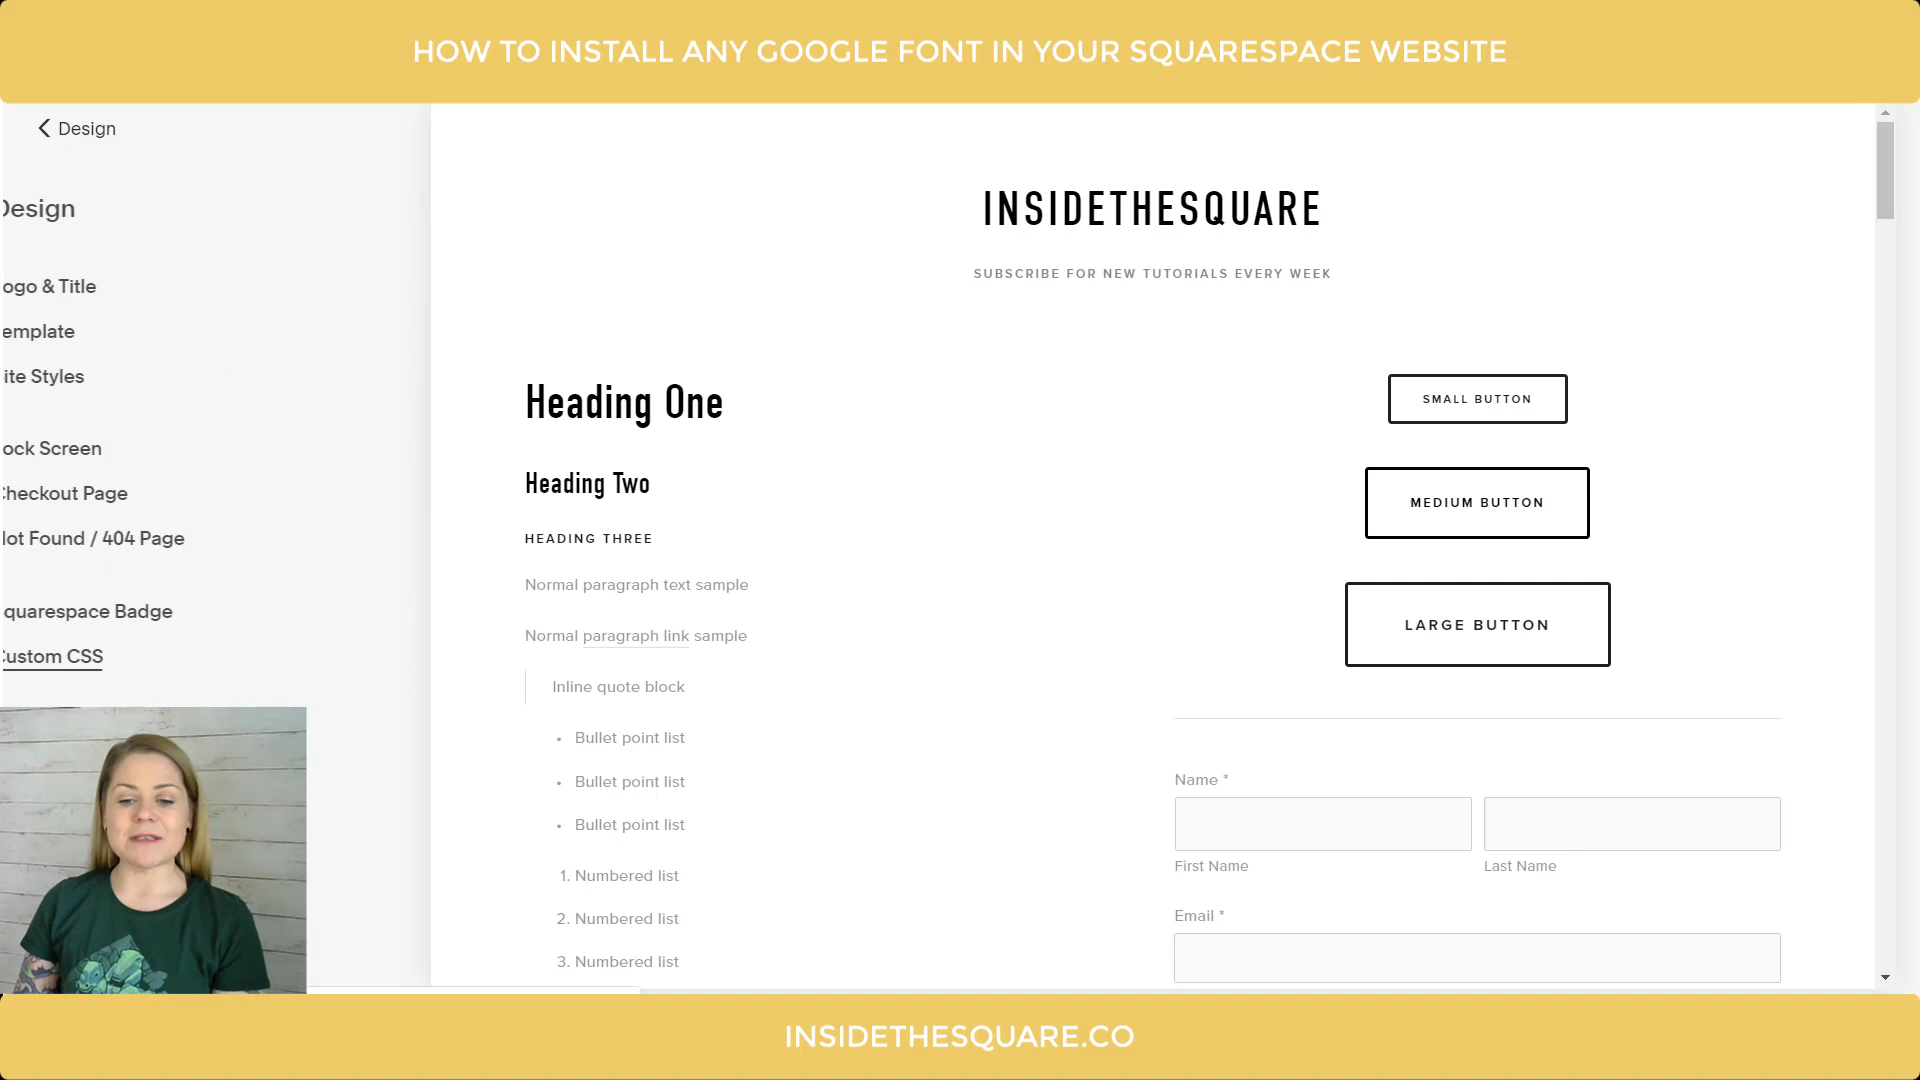 HOW TO INSTALL ANY GOOGLE FONT IN YOUR SQUARESPACE WEBSITE
Design
Design
ogo & Title
emplate
ite Styles
ock Screen
Checkout Page
Not Found / 404 Page
quarespace Badge
Custom CSS
INSIDETHESQUARE
SUBSCRIBE FOR NEW TUTORIALS EVERY WEEK
Heading One
Heading Two
HEADING THREE
Normal paragraph text sample
Normal paragraph link sample
Inline quote block
• Bullet point list
• Bullet point list
• Bullet point list
1. Numbered list
2. Numbered list
3. Numbered list
SMALL BUTTON
MEDIUM BUTTON
LARGE BUTTON
Name *
First Name
Last Name
Email *
INSIDETHESQUARE.CO